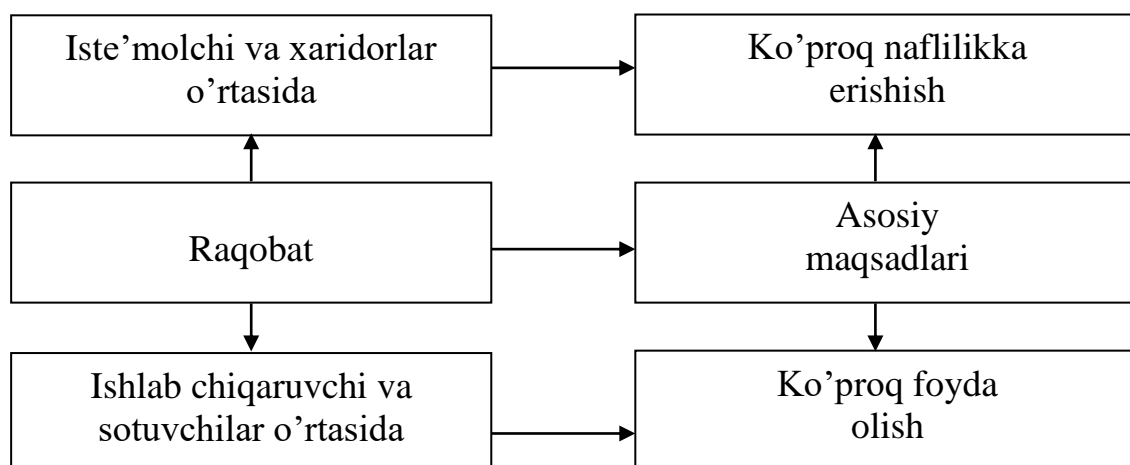 Iste’molchi va xaridorlar
o’rtasida
Ko’proq naflilikka
erishish
Raqobat
Asosiy
maqsadlari
Ishlab chiqaruvchi va
sotuvchilar o’rtasida
Ko’proq foyda
olish